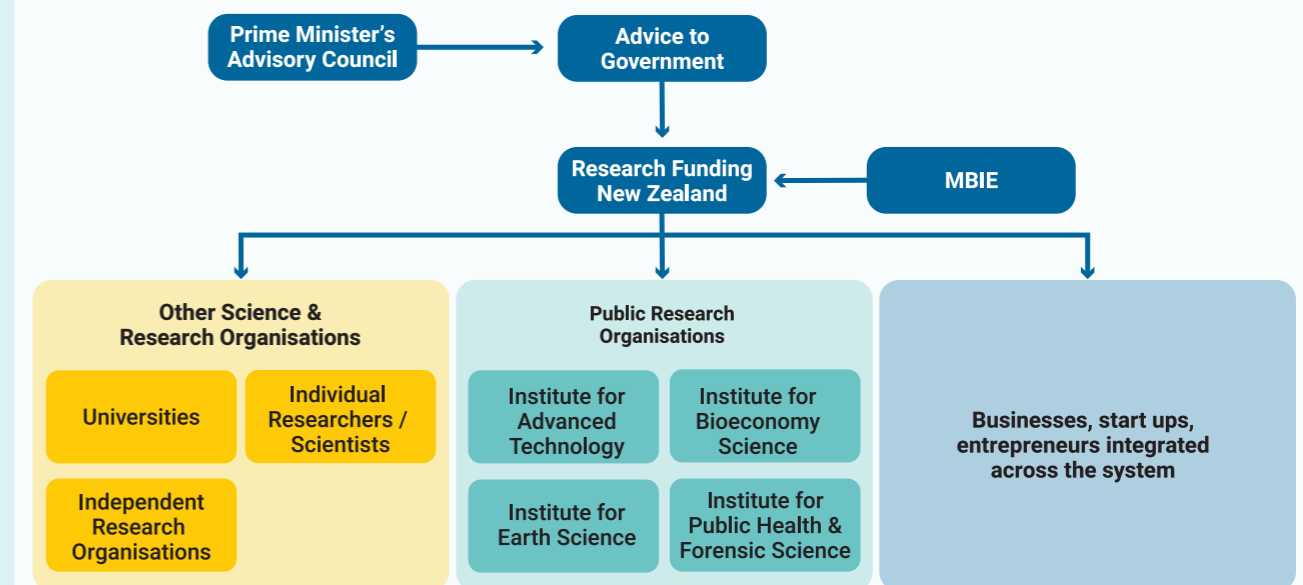 Prime Minister's
Advisory Council
Advice to
Government
Research Funding
New Zealand
MBIE
Other Science &
Research Organisations
Universities
Individual
Researchers /
Scientists
Independent
Research
Organisations
Public Research
Organisations
Institute for
Advanced
Technology
Institute for
Bioeconomy
Science
Institute for
Earth Science
Institute for
Public Health &
Forensic Science
Businesses, start ups,
entrepreneurs integrated
across the system